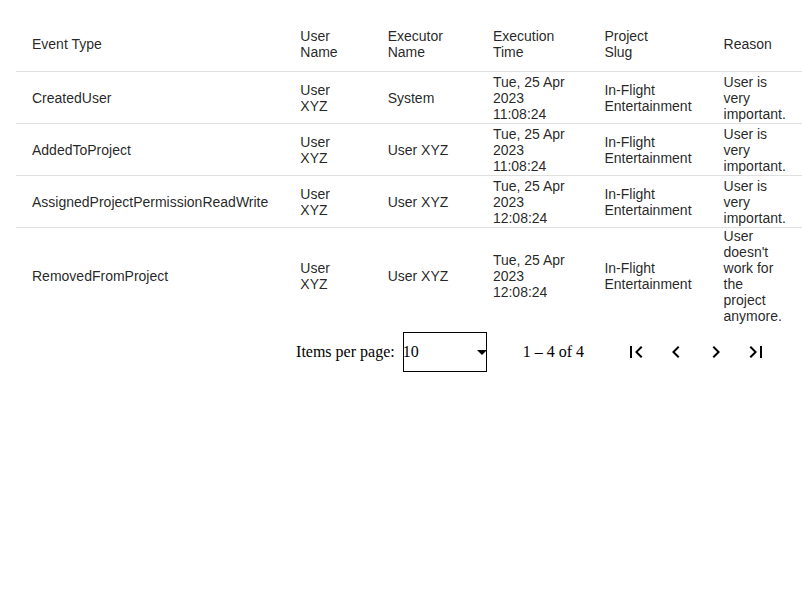 Event Type User Name Executor Name Execution Time Project Slug Reason
CreatedUser User XYZ System Tue, 25 Apr 2023 11:08:24 In-Flight Entertainment User is very important.
AddedToProject User XYZ User XYZ Tue, 25 Apr 2023 11:08:24 In-Flight Entertainment User is very important.
AssignedProjectPermissionReadWrite User XYZ User XYZ Tue, 25 Apr 2023 12:08:24 In-Flight Entertainment User is very important.
RemovedFromProject User XYZ User XYZ Tue, 25 Apr 2023 12:08:24 In-Flight Entertainment User doesn't work for the project anymore.
Items per page: 10 1 – 4 of 4